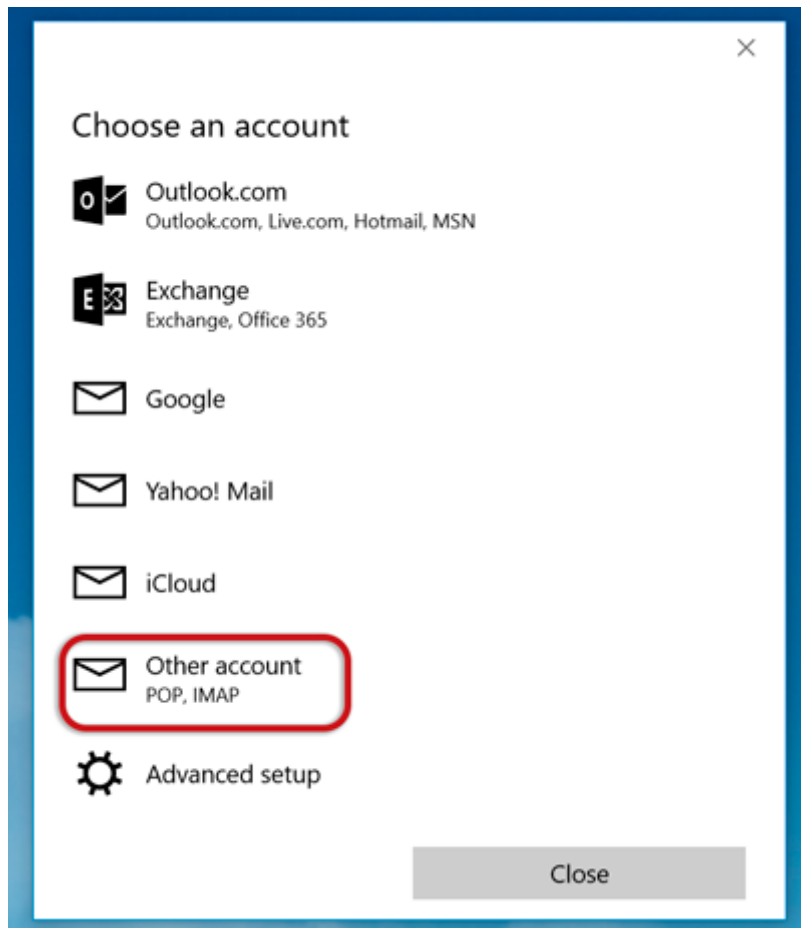 Choose an account
Outlook.com
Outlook.com, Live.com, Hotmail, MSN
Exchange
Exchange, Office 365
Google
Yahoo! Mail
iCloud
Other account
POP, IMAP
Advanced setup
Close